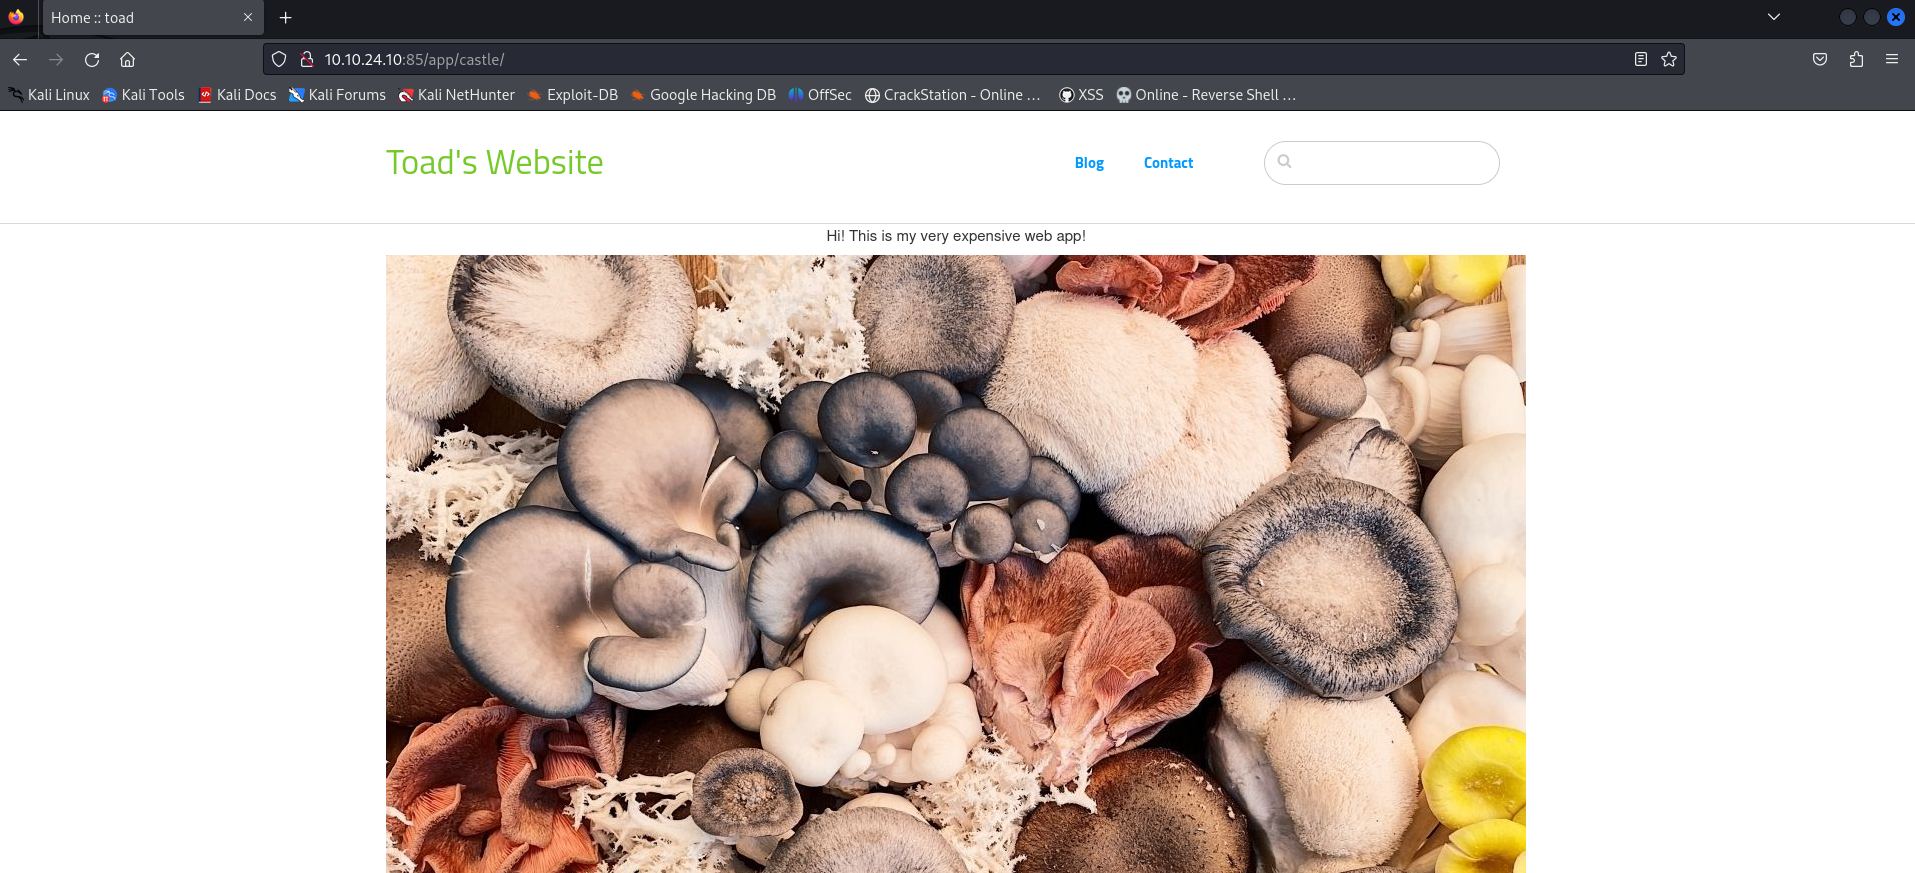 Home :: toad
10.10.24.10:85/app/castle/
Kali Linux Kali Tools Kali Docs Kali Forums Kali NetHunter Exploit-DB Google Hacking DB OffSec CrackStation - Online … XSS Online - Reverse Shell …
Toad's Website Blog Contact
Hi! This is my very expensive web app!